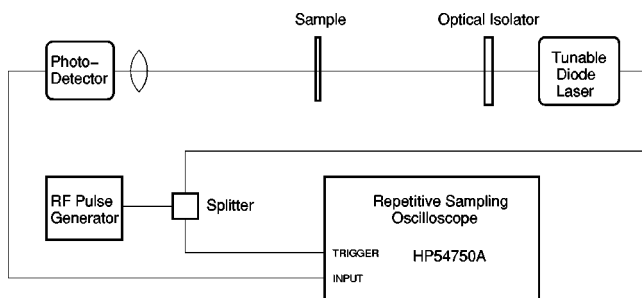 Sample
Optical Isolator
Photo-
Detector
Tunable
Diode
Laser
RF Pulse
Generator
Splitter
Repetitive Sampling
Oscilloscope
HP54750A
TRIGGER
INPUT